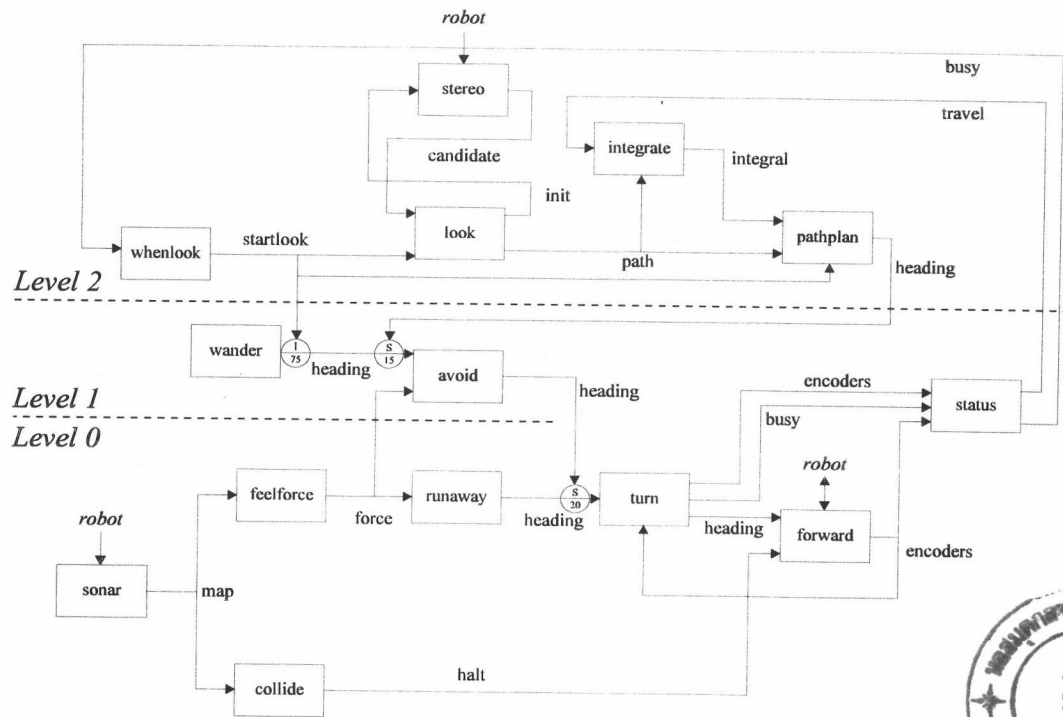 robot
busy
stereo
travel
integrate
candidate
integral
init
look
pathplan
whenlook
startlook
path
heading
Level 2
wander
I
75
heading
S
15
avoid
heading
encoders
status
busy
Level 1
Level 0
robot
feelforce
force
runaway
S
20
heading
turn
heading
forward
encoders
robot
sonar
map
collide
halt